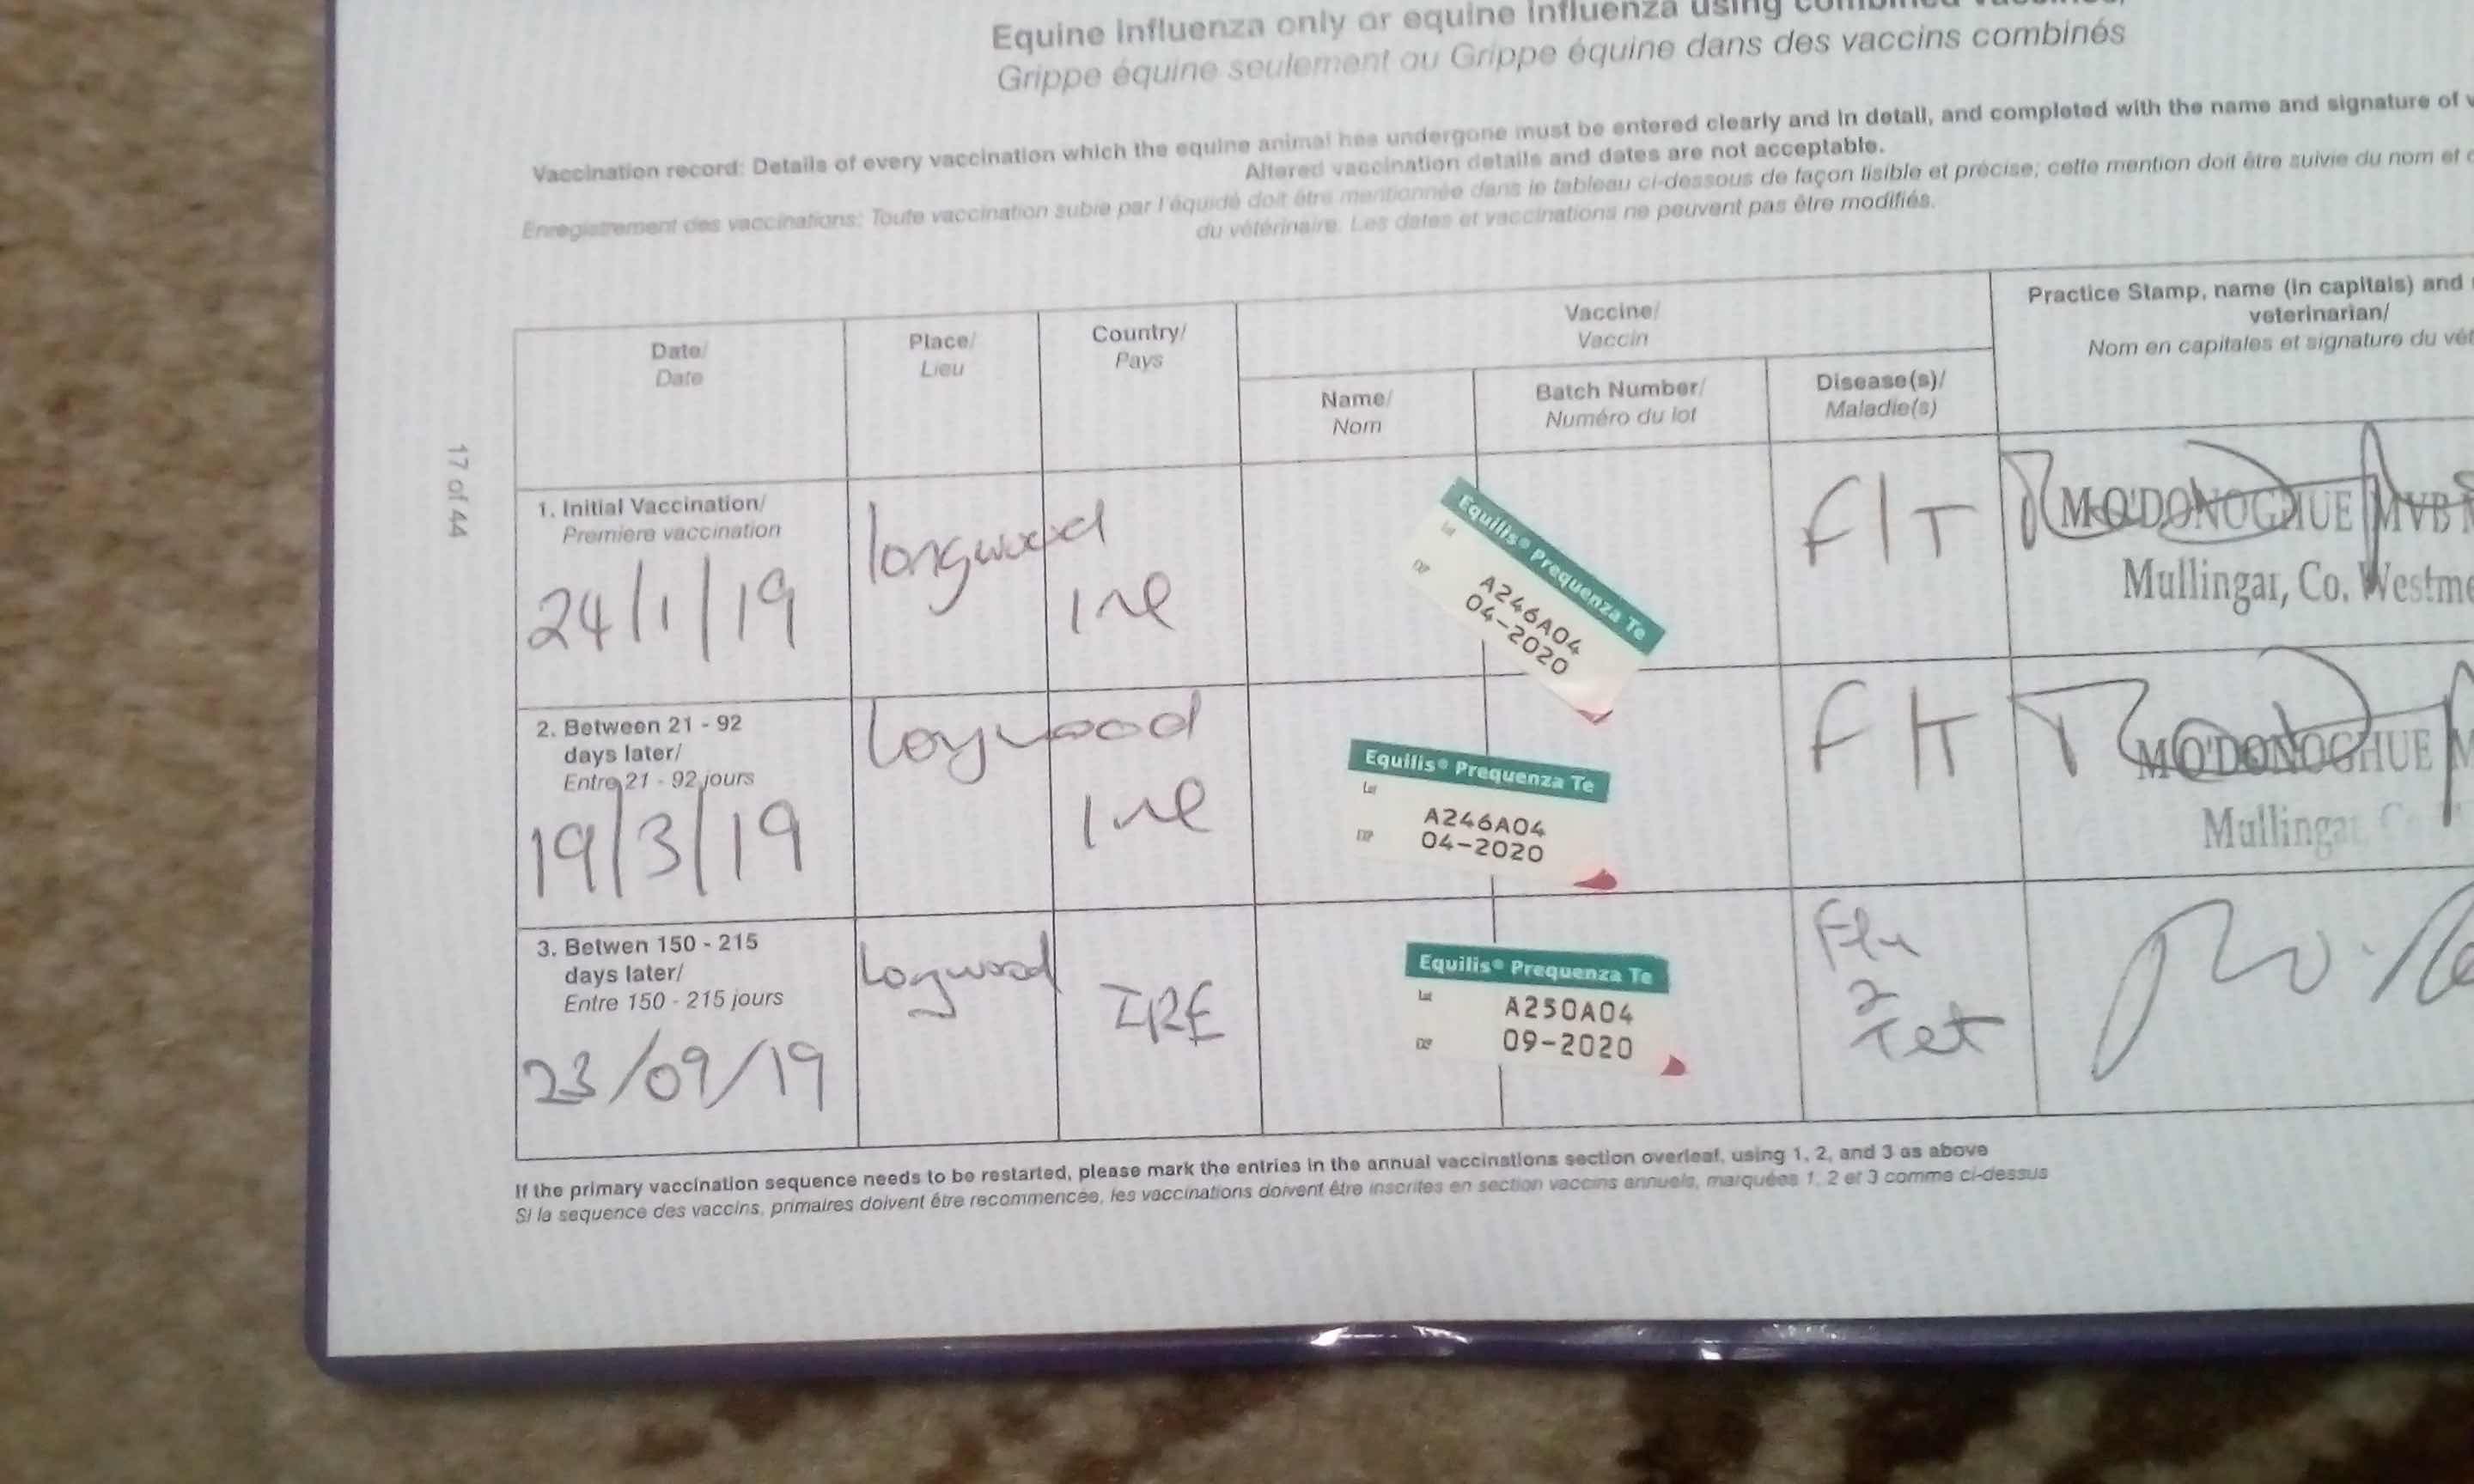 Equine influenza only or equine influenza using combined vaccines,
Grippe équine seulement ou Grippe équine dans des vaccins combinés
Vaccination record: Details of every vaccination which the equine animal has undergone must be entered clearly and in detail, and completed with the name and signature of
Altered vaccination details and dates are not acceptable.
Enregistrement des vaccinations: Toute vaccination subie par l'équidé doit être mentionnée dans le tableau ci-dessous de façon lisible et précise; cette mention doit être suivie du nom et
du vétérinaire. Les dates et vaccinations ne peuvent pas être modifiés.
Date/
Date
Place/
Lieu
Country/
Pays
Vaccine/
Vaccin
Name/
Nom
Batch Number/
Numéro du lot
Disease(s)/
Maladie(s)
Practice Stamp, name (in capitals) and
veterinarian/
Nom en capitales et signature du
17 of 44
1. Initial Vaccination/
Premiere vaccination
24/1/19
longwood
Ire
Equilis® Prequenza Te
Lot
EXP
A246A04
04-2020
F/T
M.O'DONOGHUE MVB
Mullingar, Co.
2. Between 21 - 92
days later/
Entre 21 - 92 jours
19/3/19
Longwood
Ire
Equilis® Prequenza Te
Lot A246A04
EXP 04-2020
F/T
M.O'DONOGHUE
Mullingar
3. Betwen 150 - 215
days later/
Entre 150 - 215 jours
23/09/19
Longwood
IRE
Equilis® Prequenza Te
Lot A250A04
EXP 09-2020
Flu
Tet
If the primary vaccination sequence needs to be restarted, please mark the entries in the annual vaccinations section overleaf, using 1, 2, and 3 as above
Si la sequence des vaccins, primaires doivent étre recommencée, les vaccinations doivent être inscrites en section vaccins annuels, marquées 1, 2 et 3 comme ci-dessus